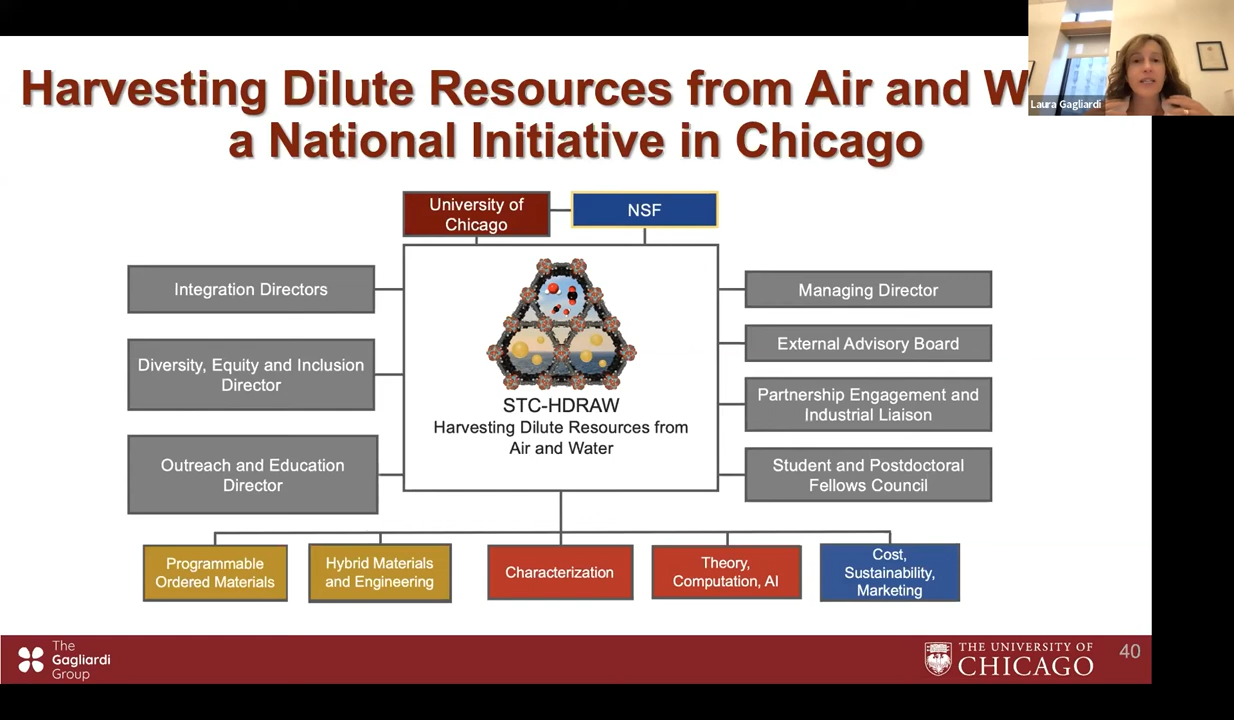 Harvesting Dilute Resources from Air and W
a National Initiative in Chicago
Laura Gagliardi
University of
Chicago
NSF
Integration Directors
Diversity, Equity and Inclusion
Director
Outreach and Education
Director
STC-HDRAW
Harvesting Dilute Resources from
Air and Water
Managing Director
External Advisory Board
Partnership Engagement and
Industrial Liaison
Student and Postdoctoral
Fellows Council
Programmable
Ordered Materials
Hybrid Materials
and Engineering
Characterization
Theory,
Computation, AI
Cost,
Sustainability,
Marketing
The
Gagliardi
Group
THE UNIVERSITY OF
CHICAGO
40